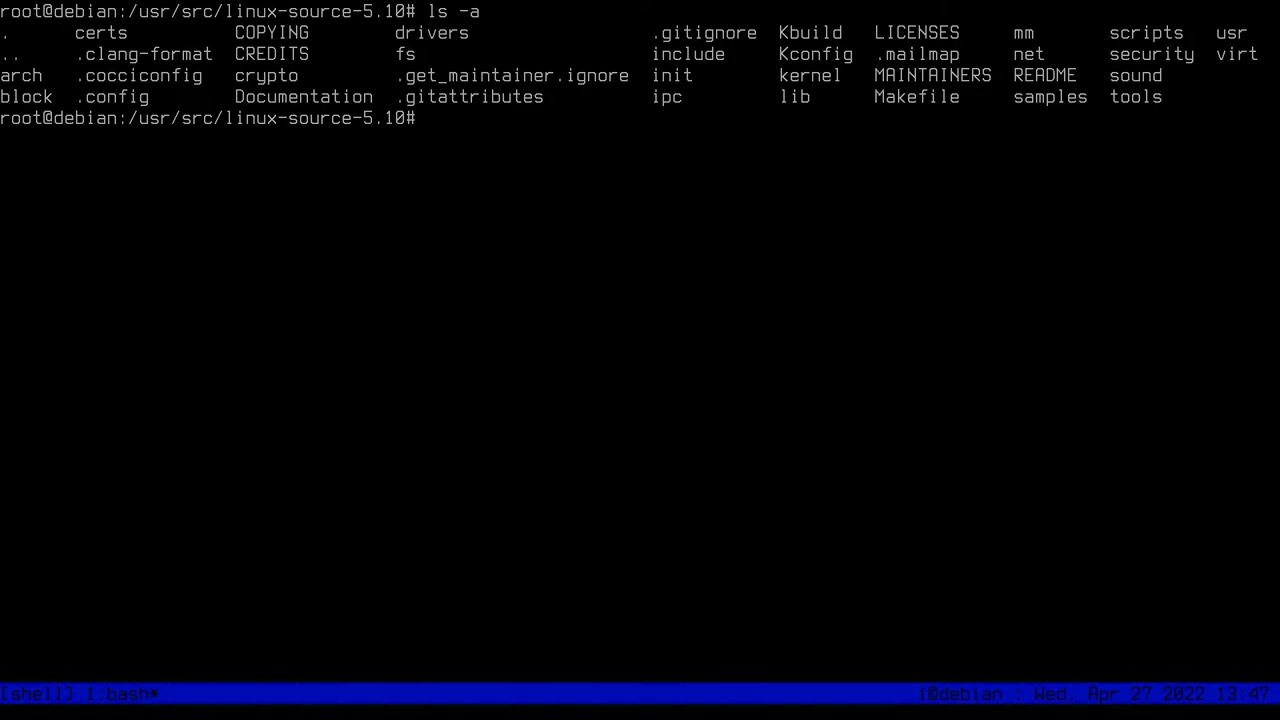 root@debian:/usr/src/linux-source-5.10# ls -a
.      certs          COPYING        drivers                 .gitignore  Kbuild   LICENSES     mm       scripts   usr
..     .clang-format  CREDITS        fs                      include     Kconfig  .mailmap     net      security  virt
arch   .cocciconfig   crypto         .get_maintainer.ignore  init        kernel   MAINTAINERS  README   sound
block  .config        Documentation  .gitattributes          ipc         lib      Makefile     samples  tools
root@debian:/usr/src/linux-source-5.10#
[shell] 1:bash* i@debian : Wed. Apr 27 2022 13:47